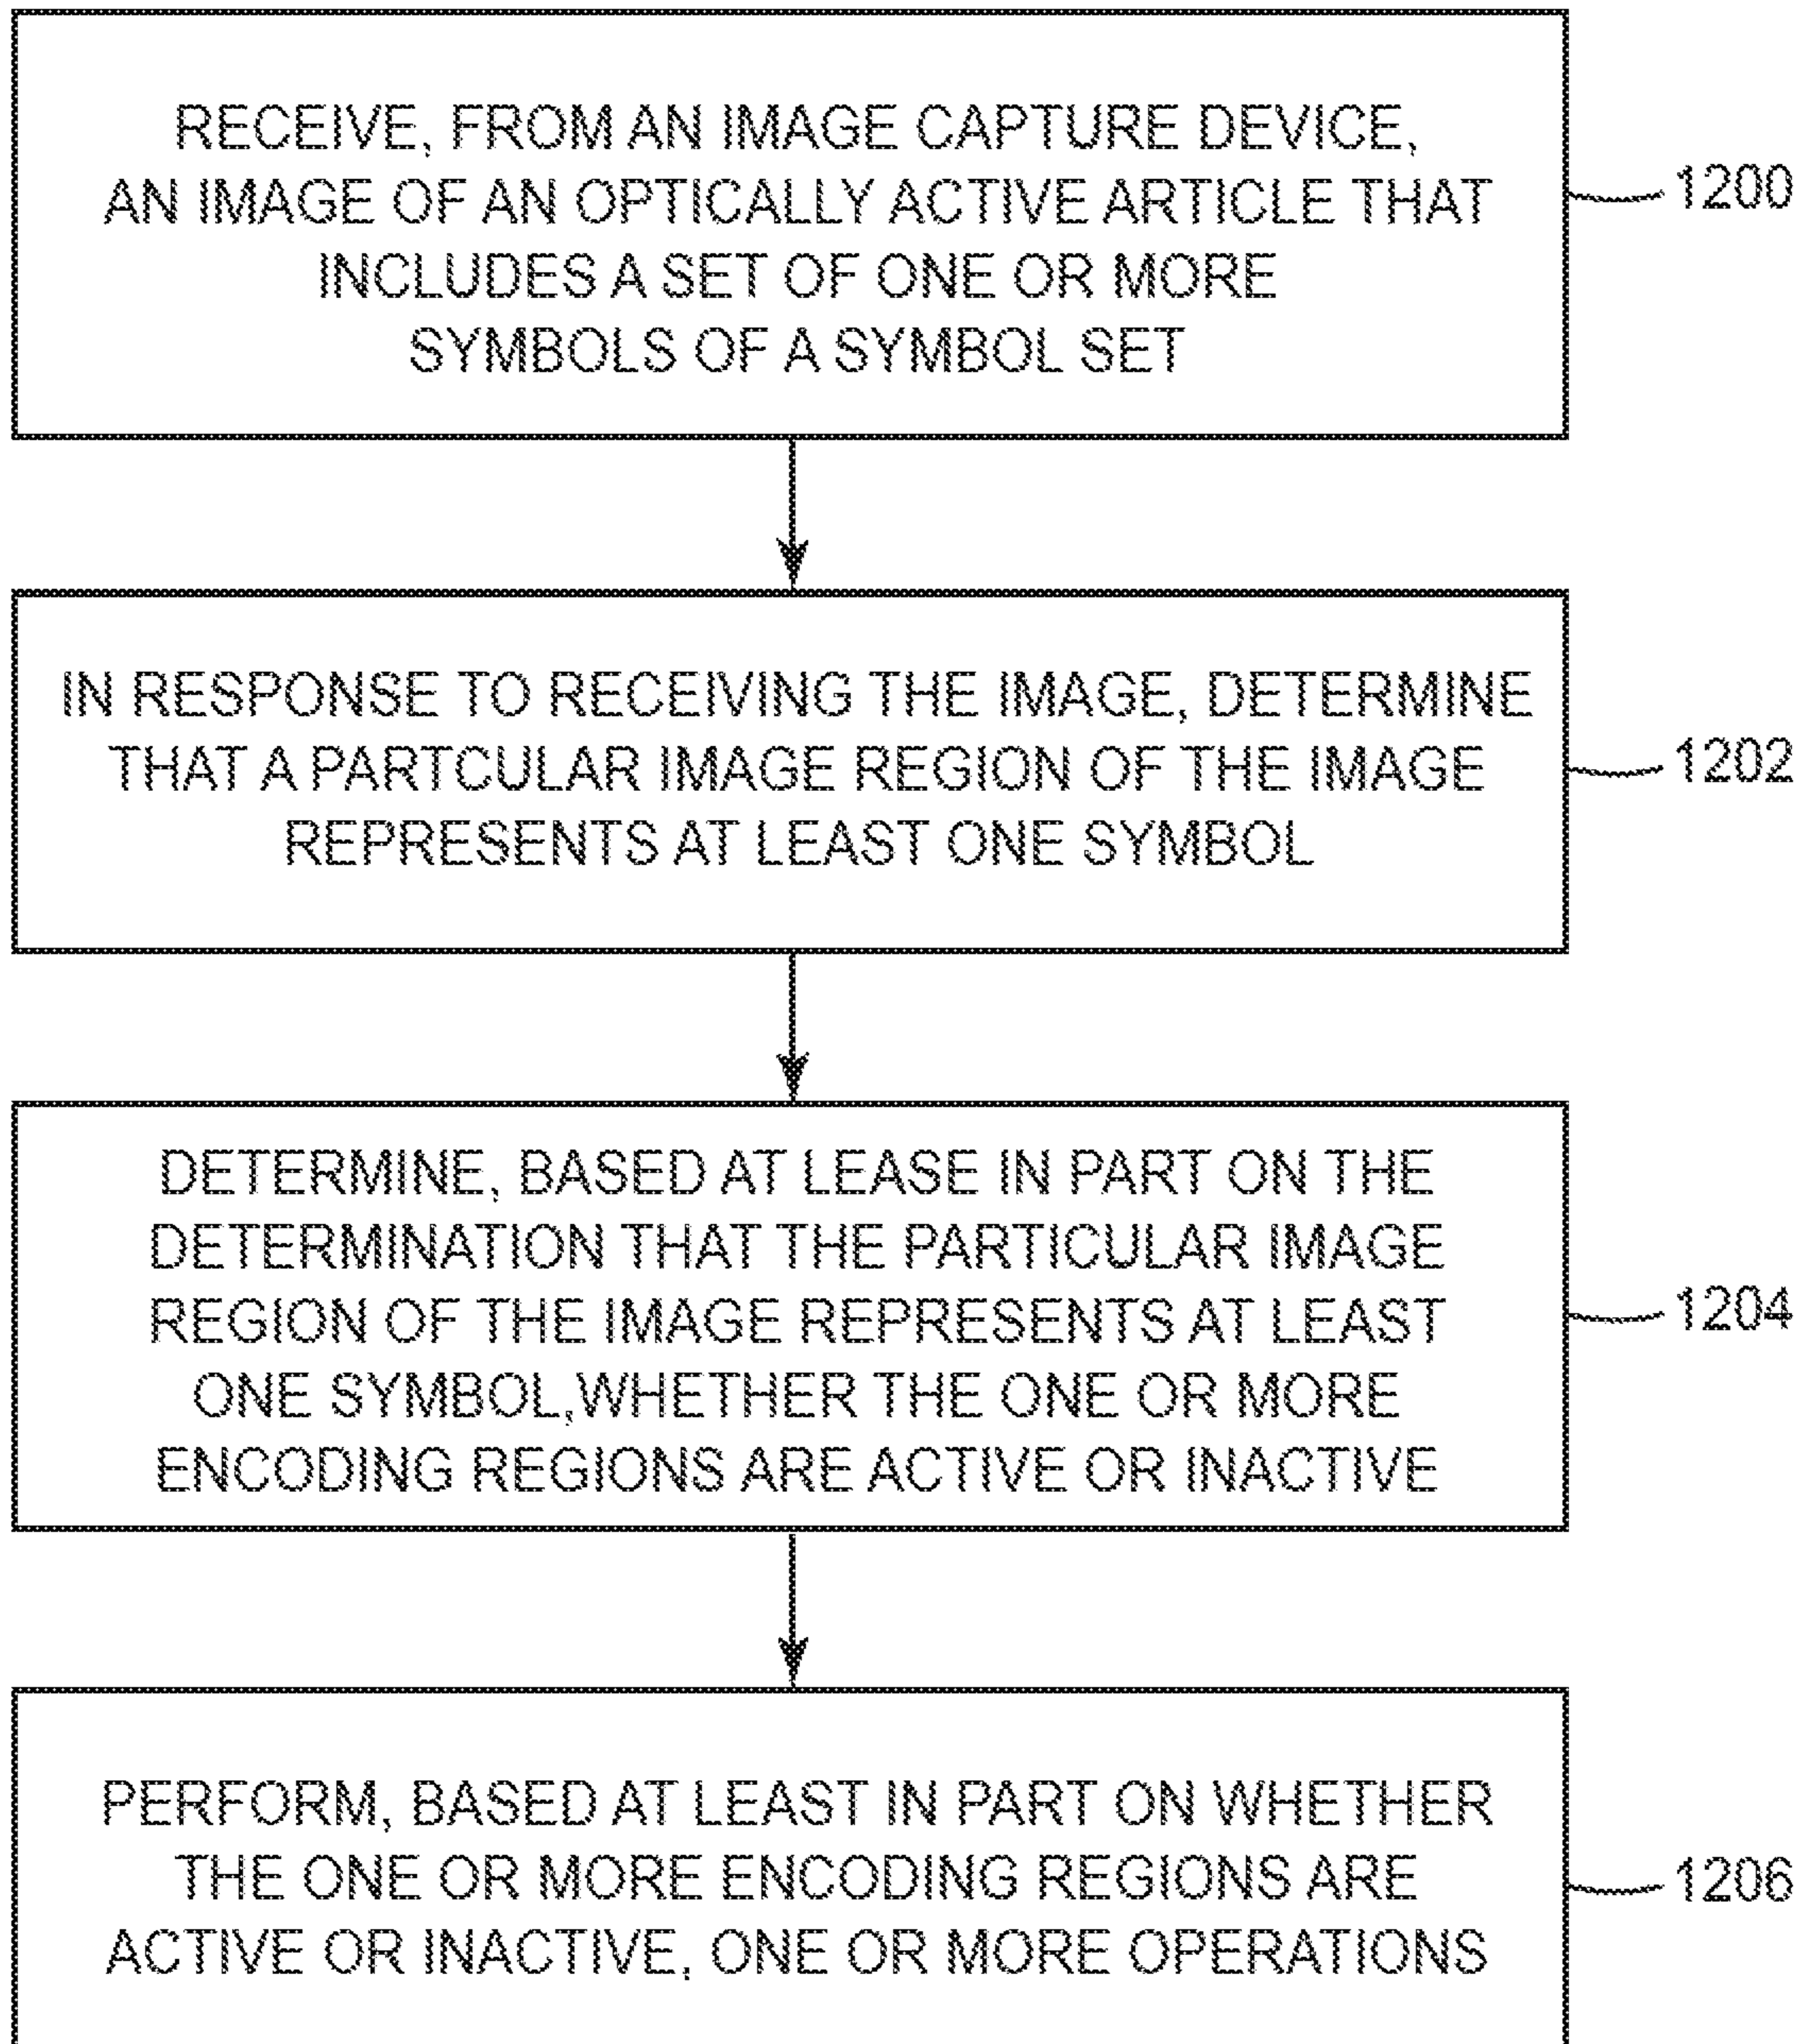 RECEIVE, FROM AN IMAGE CAPTURE DEVICE,
AN IMAGE OF AN OPTICALLY ACTIVE ARTICLE THAT
INCLUDES A SET OF ONE OR MORE
SYMBOLS OF A SYMBOL SET
1200
IN RESPONSE TO RECEIVING THE IMAGE, DETERMINE
THAT A PARTCULAR IMAGE REGION OF THE IMAGE
REPRESENTS AT LEAST ONE SYMBOL
1202
DETERMINE, BASED AT LEASE IN PART ON THE
DETERMINATION THAT THE PARTICULAR IMAGE
REGION OF THE IMAGE REPRESENTS AT LEAST
ONE SYMBOL,WHETHER THE ONE OR MORE
ENCODING REGIONS ARE ACTIVE OR INACTIVE
1204
PERFORM, BASED AT LEAST IN PART ON WHETHER
THE ONE OR MORE ENCODING REGIONS ARE
ACTIVE OR INACTIVE, ONE OR MORE OPERATIONS
1206